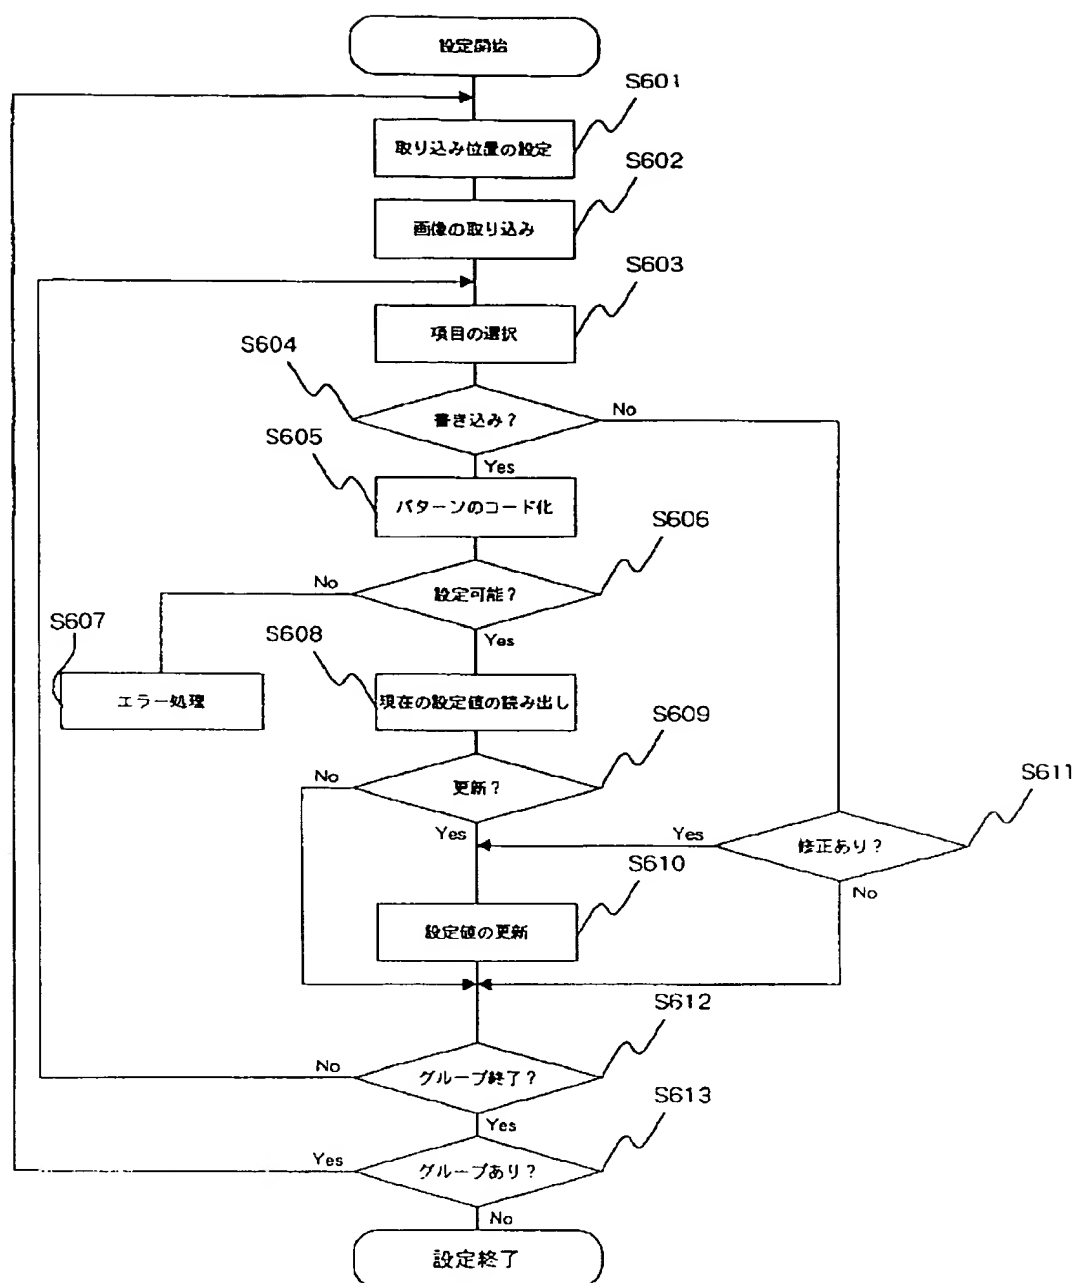 設定開始
S601
取り込み位置の設定
S602
画像の取り込み
S603
項目の選択
S604
書き込み?
No
S605
Yes
パターンのコード化
S606
No
設定可能?
S607
S608
Yes
エラー処理
現在の設定値の読み出し
S609
No
更新?
S611
Yes
Yes
修正あり?
S610
No
設定値の更新
S612
No
グループ終了?
S613
Yes
Yes
グループあり?
No
設定終了